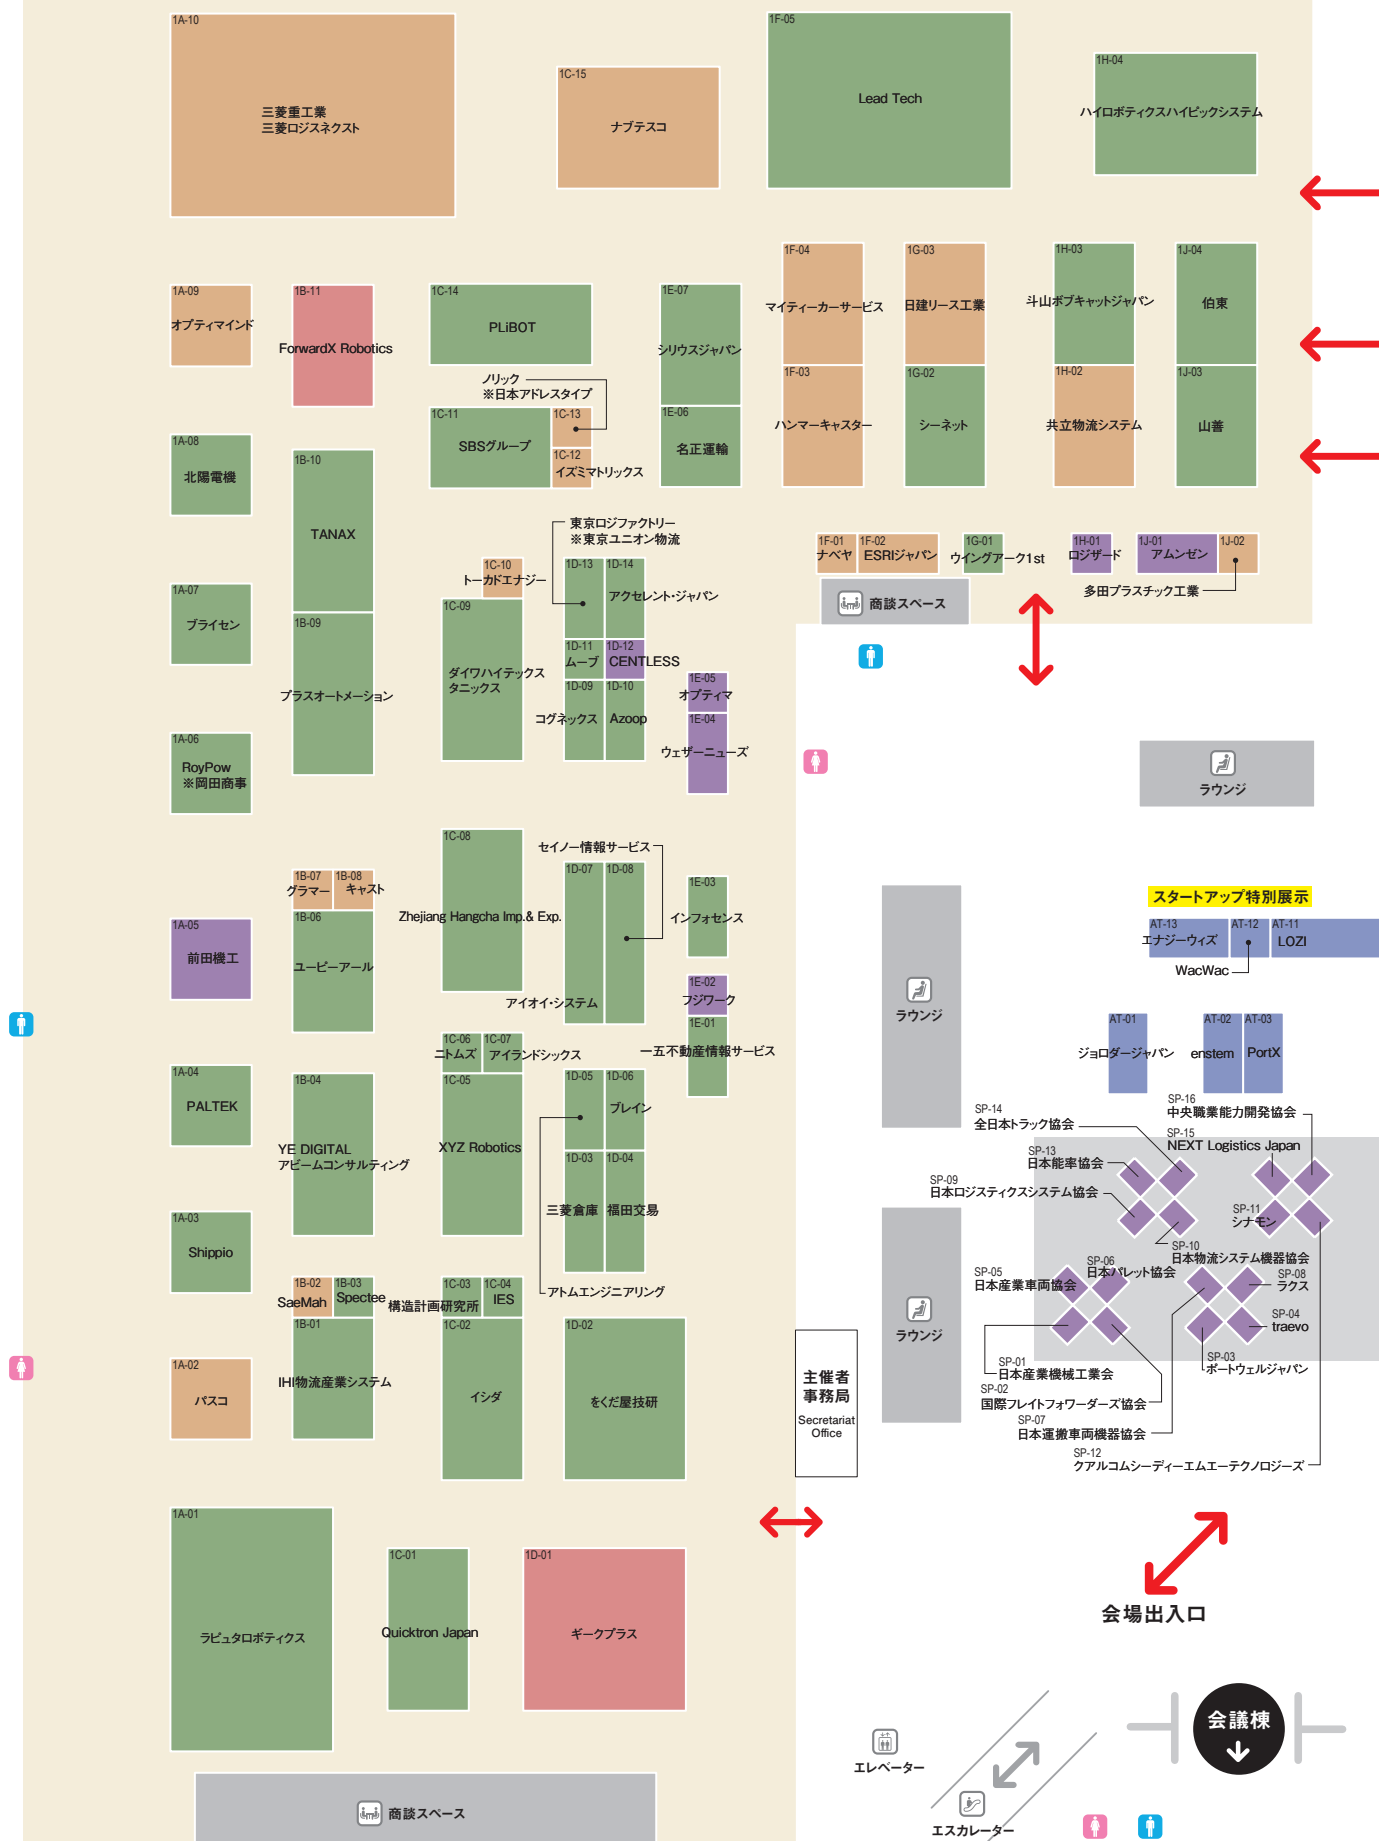 1A-10
三菱重工業
三菱ロジスネクスト
1C-15
ナブテスコ
1F-05
Lead Tech
1H-04
ハイロボティクスハイピックシステム
1A-09
オプティマインド
1B-11
ForwardX Robotics
1C-14
PLiBOT
1E-07
シリウスジャパン
1F-04
マイティーカーサービス
1G-03
日建リース工業
1H-03
斗山ボブキャットジャパン
1J-04
伯東
ノリック
※日本アドレスタイプ
1C-11
SBSグループ
1C-13
1C-12
イズミマトリックス
1E-06
名正運輸
1F-03
ハンマーキャスター
1G-02
シーネット
1H-02
共立物流システム
1J-03
山善
1A-08
北陽電機
1B-10
TANAX
東京ロジファクトリー
※東京ユニオン物流
1F-01
ナベヤ
1F-02
ESRIジャパン
1G-01
ウイングアーク1st
1H-01
ロジザード
1J-01
アムンゼン
1J-02
多田プラスチック工業
商談スペース
1C-10
トーカドエナジー
1D-13
1D-14
アクセレント・ジャパン
1A-07
ブライセン
1B-09
プラスオートメーション
1C-09
ダイワハイテックス
タニックス
1D-11
ムーブ
1D-12
CENTLESS
1D-09
コグネックス
1D-10
Azoop
1E-05
オプティマ
1E-04
ウェザーニューズ
1A-06
RoyPow
※岡田商事
ラウンジ
1C-08
Zhejiang Hangcha Imp.& Exp.
セイノー情報サービス
1D-07
アイオイ・システム
1D-08
1E-03
インフォセンス
1B-07
グラマー
1B-08
キャスト
1B-06
ユーピーアール
1A-05
前田機工
1E-02
フジワーク
1E-01
一五不動産情報サービス
ラウンジ
スタートアップ特別展示
AT-13
エナジーウィズ
AT-12
AT-11
LOZI
WacWac
AT-01
ジョロダージャパン
AT-02
enstem
AT-03
PortX
1C-06
ニトムズ
1C-07
アイランドシックス
1A-04
PALTEK
1B-04
YE DIGITAL
アビームコンサルティング
1C-05
XYZ Robotics
1D-05
1D-06
ブレイン
1D-03
三菱倉庫
1D-04
福田交易
アトムエンジニアリング
SP-16
中央職業能力開発協会
SP-14
全日本トラック協会
SP-15
NEXT Logistics Japan
SP-13
日本能率協会
SP-09
日本ロジスティクスシステム協会
SP-11
シナモン
SP-10
日本物流システム機器協会
SP-06
日本パレット協会
SP-05
日本産業車両協会
SP-08
ラクス
SP-04
traevo
SP-03
ポートウェルジャパン
SP-01
日本産業機械工業会
SP-02
国際フレイトフォワーダーズ協会
SP-07
日本運搬車両機器協会
SP-12
クアルコムシーディーエムエーテクノロジーズ
ラウンジ
1A-03
Shippio
1B-02
SaeMah
1B-03
Spectee
1C-03
構造計画研究所
1C-04
IES
1B-01
IHI物流産業システム
1C-02
イシダ
1D-02
をくだ屋技研
1A-02
パスコ
主催者
事務局
Secretariat
Office
1A-01
ラピュタロボティクス
1C-01
Quicktron Japan
1D-01
ギークプラス
会場出入口
会議棟
エレベーター
エスカレーター
商談スペース